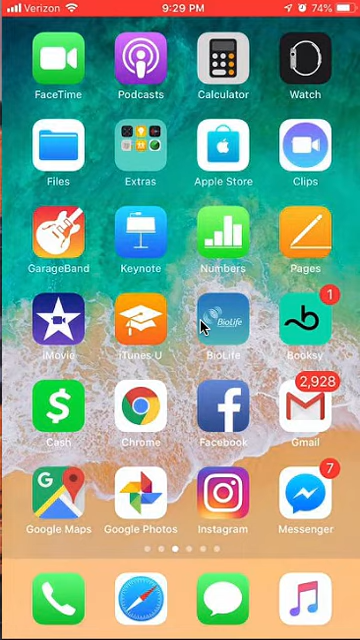 Verizon 9:29 PM 74%
FaceTime Podcasts Calculator Watch
Files Extras Apple Store Clips
GarageBand Keynote Numbers Pages
1
BioLife
iMovie iTunes U BioLife Booksy
2,928
Cash Chrome Facebook Gmail
7
Google Maps Google Photos Instagram Messenger